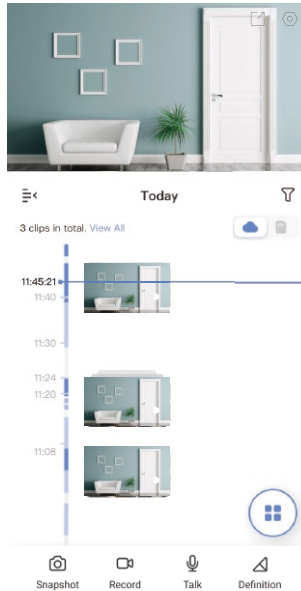 Today
3 clips in total. View All
11:45:21
11:40
11:30
11:24
11:20
11:08
Snapshot Record Talk Definition